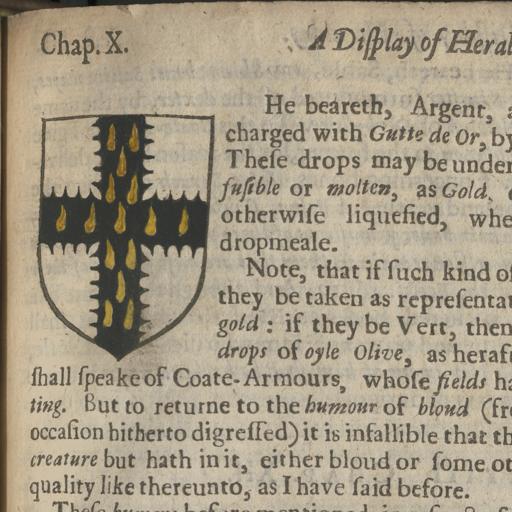 Chap. X.
A Diſplay of Heral
He beareth, Argent, a
charged with Gutte de Or, by
Theſe drops may be under
fuſible or molten, as Gold,
otherwiſe liquefied, whe
dropmeale.
Note, that if ſuch kind of
they be taken as repreſentat
gold : if they be Vert, then
drops of oyle Olive, as heraf
ſhall ſpeake of Coate-Armours, whoſe fields ha
ting. But to returne to the humour of bloud (fr
occaſion hitherto digreſſed) it is infallible that th
creature but hath in it, either bloud or ſome ot
quality like thereunto, as I have ſaid before.